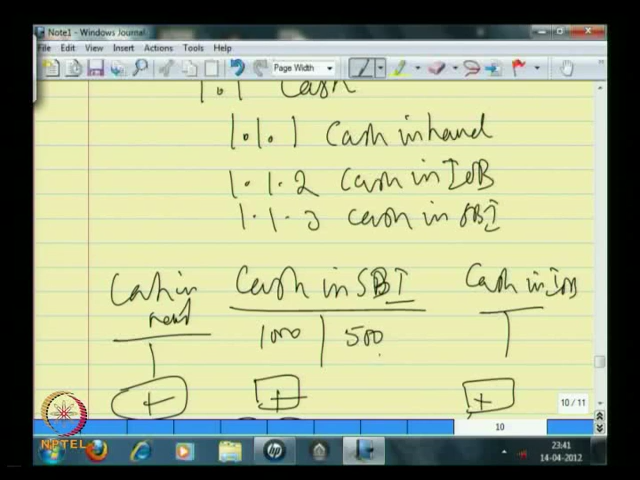 Note1 - Windows Journal
File Edit View Insert Actions Tools Help
Page Width
1.1 Cash
1.1.1 Cash in hand
1.1.2 Cash in IOB
1.1.3 Cash in SBI
Cash in Cash in SBI Cash in IOB
1000 500
+ + +
10/11
10
NPTEL
hp
23:41
14-04-2012